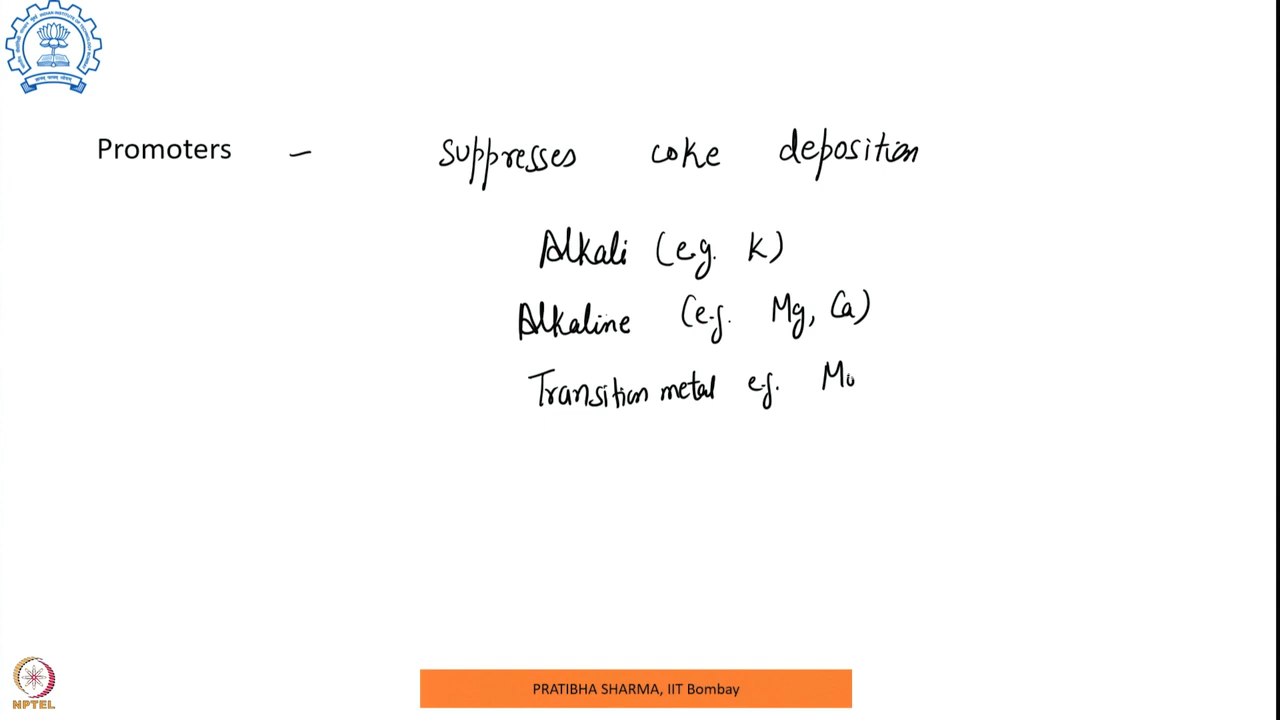 Promoters – suppresses coke deposition
Alkali (e.g. K)
Alkaline (e.g. Mg, Ca)
Transition metal e.g. Mo
NPTEL
PRATIBHA SHARMA, IIT Bombay